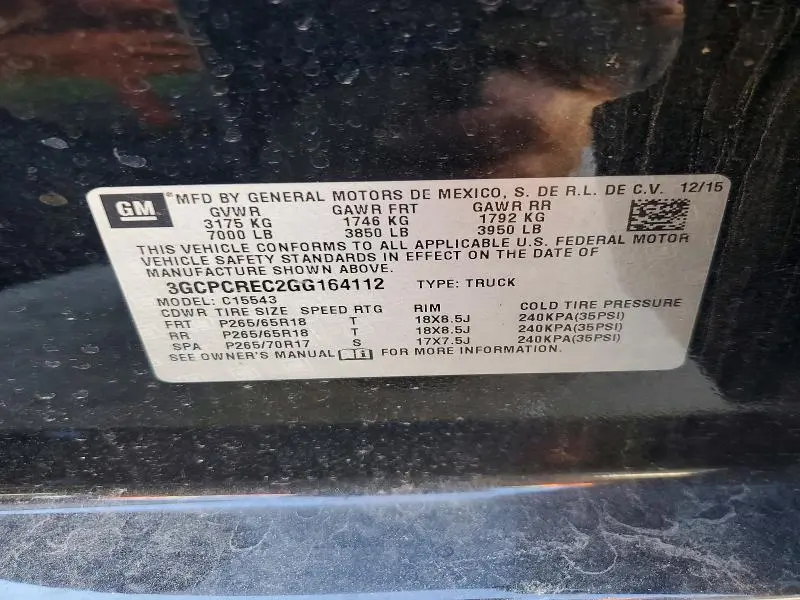 GM ® MFD BY GENERAL MOTORS DE MEXICO, S. DE R.L. DE C.V. 12/15
GVWR GAWR FRT GAWR RR
3175 KG 1746 KG 1792 KG
7000 LB 3850 LB 3950 LB
THIS VEHICLE CONFORMS TO ALL APPLICABLE U.S. FEDERAL MOTOR
VEHICLE SAFETY STANDARDS IN EFFECT ON THE DATE OF
MANUFACTURE SHOWN ABOVE.
3GCPCREC2GG164112 TYPE: TRUCK
MODEL: C15543
CDWR TIRE SIZE SPEED RTG RIM COLD TIRE PRESSURE
FRT P265/65R18 T 18X8.5J 240KPA(35PSI)
RR P265/65R18 T 18X8.5J 240KPA(35PSI)
SPA P265/70R17 S 17X7.5J 240KPA(35PSI)
SEE OWNER'S MANUAL FOR MORE INFORMATION.